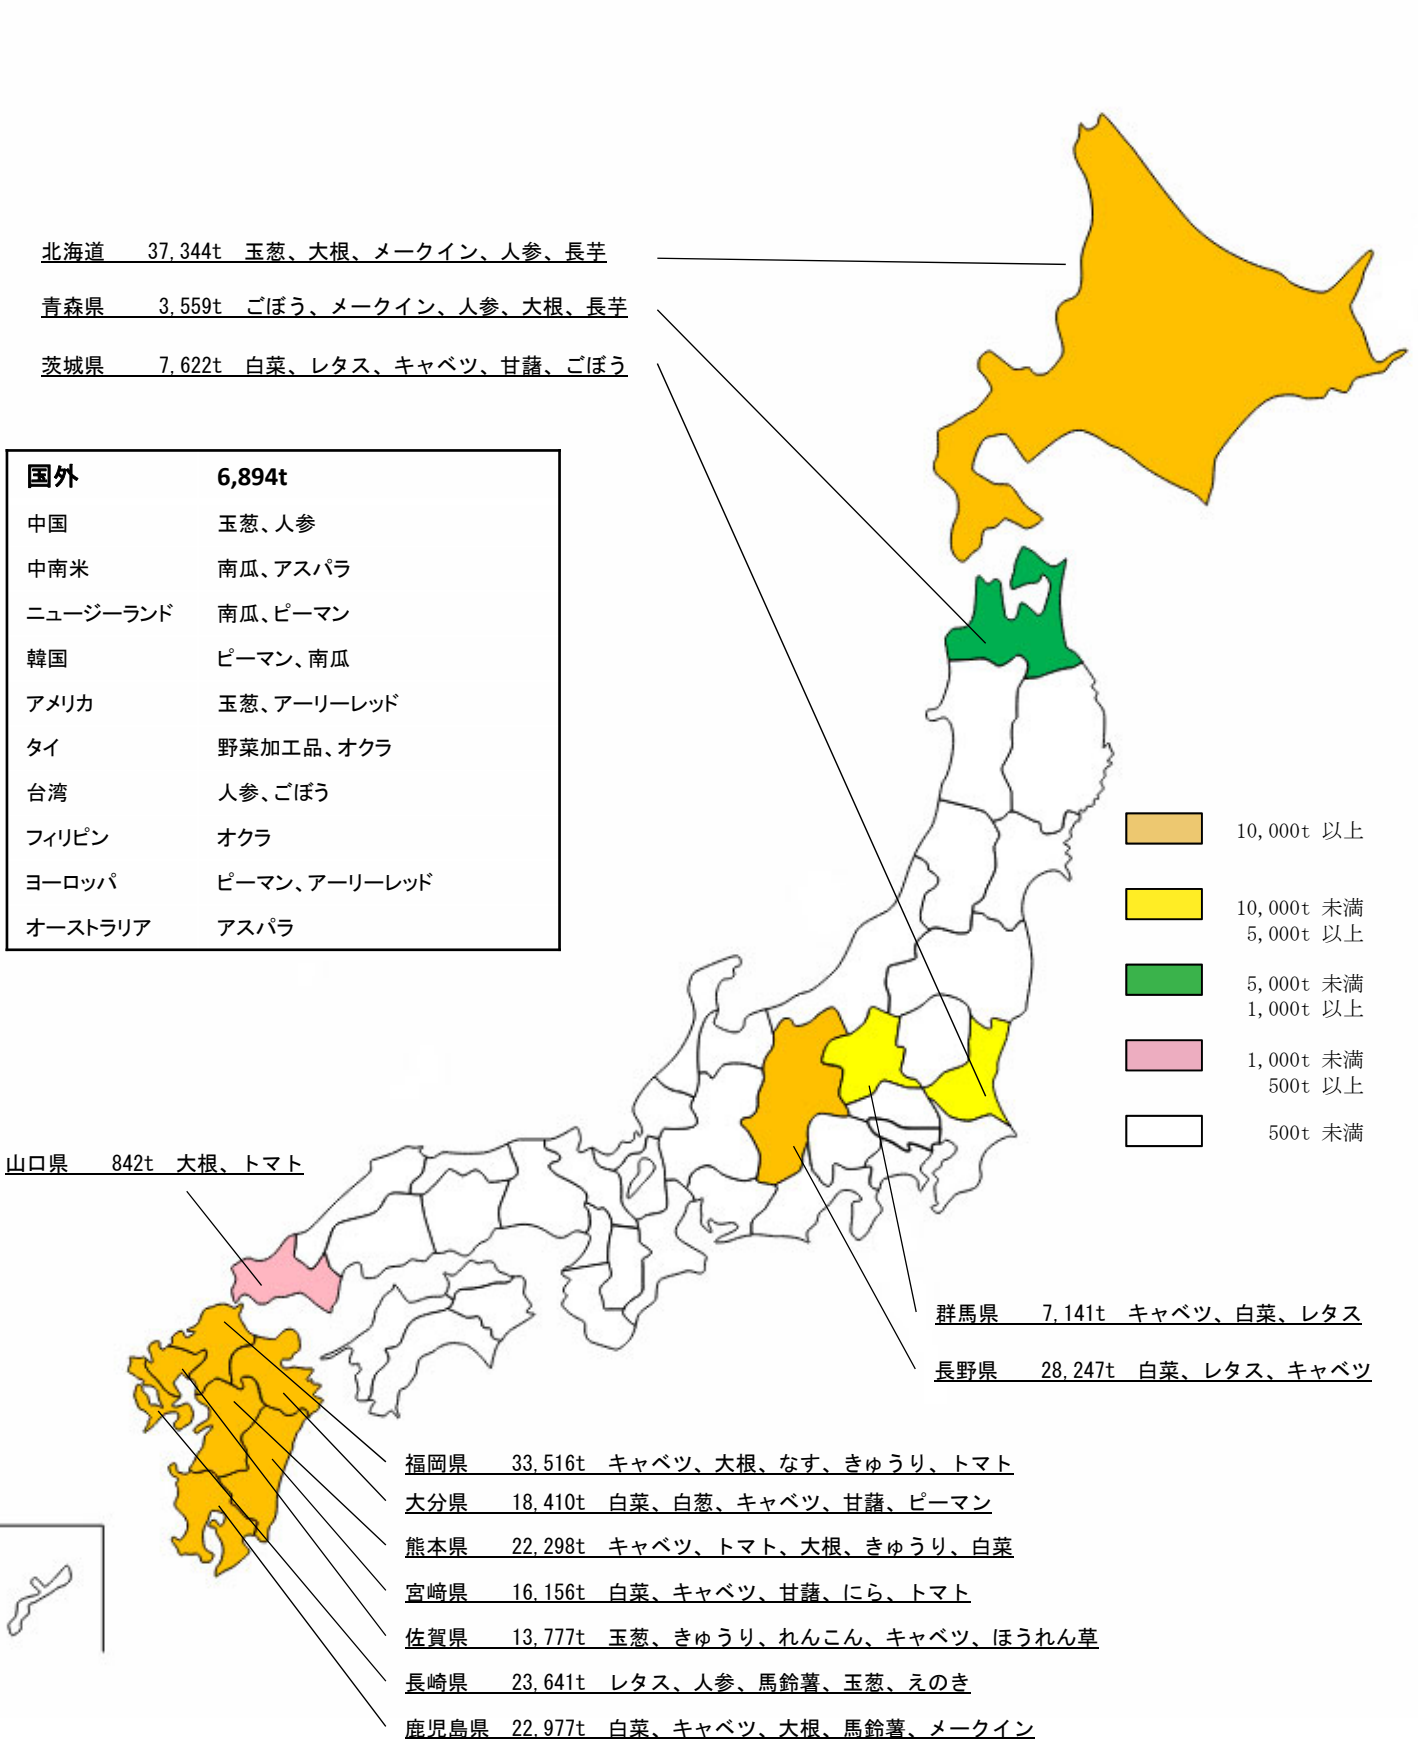 北海道 37,344t 玉葱、大根、メークイン、人参、長芋
青森県 3,559t ごぼう、メークイン、人参、大根、長芋
茨城県 7,622t 白菜、レタス、キャベツ、甘藷、ごぼう
国外 6,894t
中国 玉葱、人参
中南米 南瓜、アスパラ
ニュージーランド 南瓜、ピーマン
韓国 ピーマン、南瓜
アメリカ 玉葱、アーリーレッド
タイ 野菜加工品、オクラ
台湾 人参、ごぼう
フィリピン オクラ
ヨーロッパ ピーマン、アーリーレッド
オーストラリア アスパラ
10,000t 以上
10,000t 未満
5,000t 以上
5,000t 未満
1,000t 以上
1,000t 未満
500t 以上
500t 未満
山口県 842t 大根、トマト
群馬県 7,141t キャベツ、白菜、レタス
長野県 28,247t 白菜、レタス、キャベツ
福岡県 33,516t キャベツ、大根、なす、きゅうり、トマト
大分県 18,410t 白菜、白葱、キャベツ、甘藷、ピーマン
熊本県 22,298t キャベツ、トマト、大根、きゅうり、白菜
宮﨑県 16,156t 白菜、キャベツ、甘藷、にら、トマト
佐賀県 13,777t 玉葱、きゅうり、れんこん、キャベツ、ほうれん草
長崎県 23,641t レタス、人参、馬鈴薯、玉葱、えのき
鹿児島県 22,977t 白菜、キャベツ、大根、馬鈴薯、メークイン